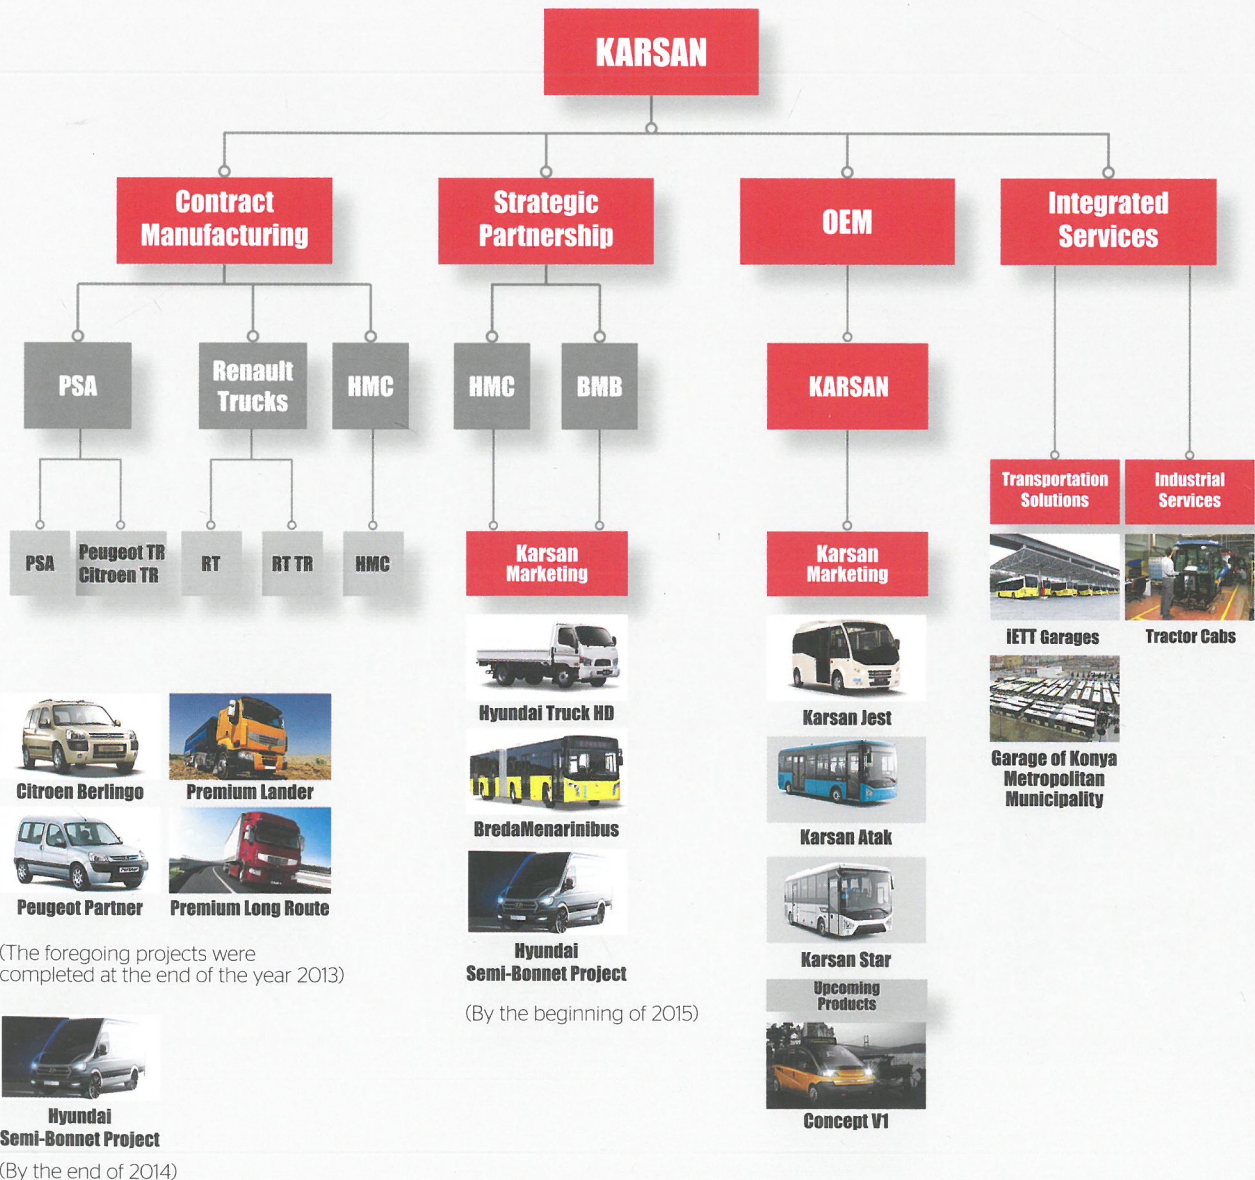 KARSAN
Contract
Manufacturing
Strategic
Partnership
OEM
Integrated
Services
PSA
Renault
Trucks
HMC
HMC
BMB
KARSAN
Transportation
Solutions
Industrial
Services
PSA
Peugeot TR
Citroen TR
RT
RT TR
HMC
Karsan
Marketing
Karsan
Marketing
Citroen Berlingo
Premium Lander
Peugeot Partner
Premium Long Route
(The foregoing projects were
completed at the end of the year 2013)
Hyundai
Semi-Bonnet Project
(By the end of 2014)
Hyundai Truck HD
BredaMenarinibus
Hyundai
Semi-Bonnet Project
(By the beginning of 2015)
Karsan Jest
Karsan Atak
Karsan Star
Upcoming
Products
Concept V1
iETT Garages
Tractor Cabs
Garage of Konya
Metropolitan
Municipality